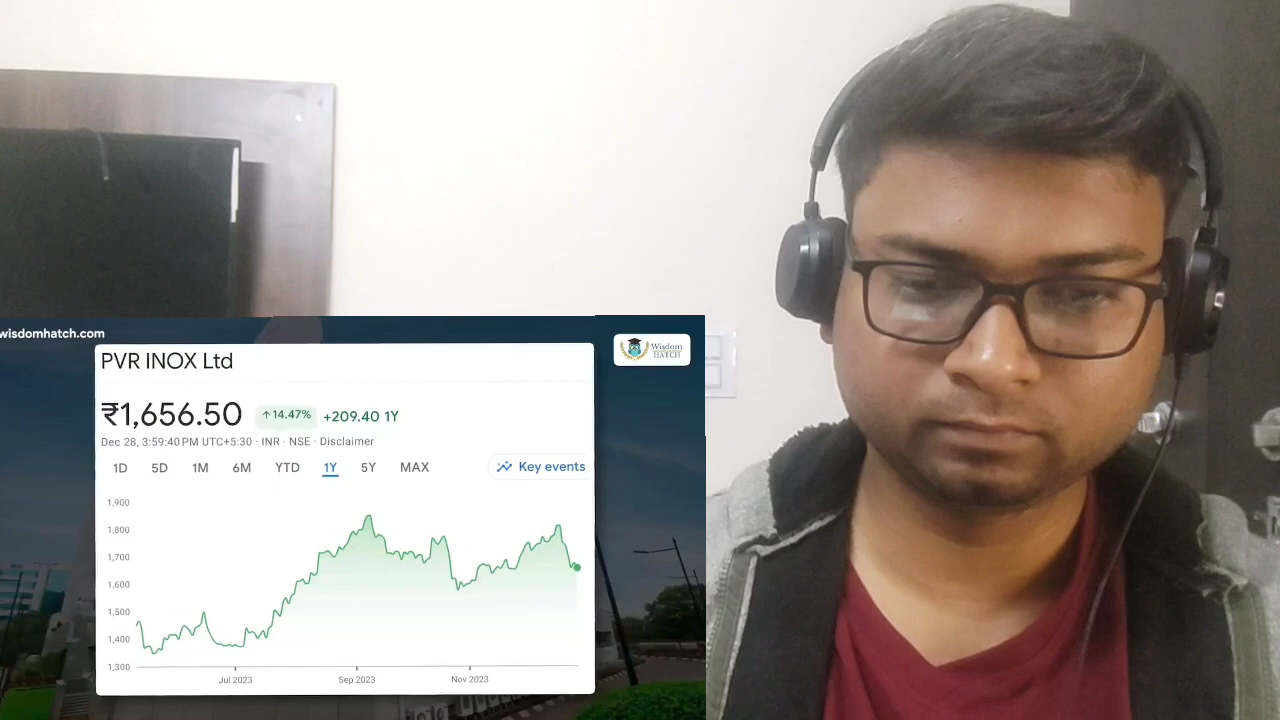 wisdomhatch.com
Wisdom
HATCH
PVR INOX Ltd
₹1,656.50 ↑14.47% +209.40 1Y
Dec 28, 3:59:40 PM UTC+5:30 · INR · NSE · Disclaimer
1D 5D 1M 6M YTD 1Y 5Y MAX Key events
1,900
1,800
1,700
1,600
1,500
1,400
1,300
Jul 2023 Sep 2023 Nov 2023